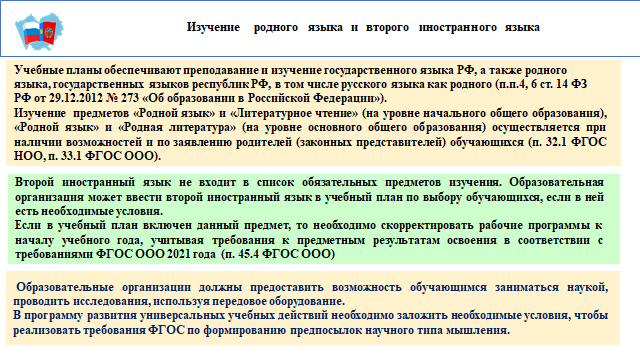 Изучение родного языка и второго иностранного языка
Учебные планы обеспечивают преподавание и изучение государственного языка РФ, а также родного
языка, государственных языков республик РФ, в том числе русского языка как родного (п.п.4, 6 ст. 14 ФЗ
РФ от 29.12.2012 № 273 «Об образовании в Российской Федерации»).
Изучение предметов «Родной язык» и «Литературное чтение» (на уровне начального общего образования),
«Родной язык» и «Родная литература» (на уровне основного общего образования) осуществляется при
наличии возможностей и по заявлению родителей (законных представителей) обучающихся (п. 32.1 ФГОС
НОО, п. 33.1 ФГОС ООО).
Второй иностранный язык не входит в список обязательных предметов изучения. Образовательная
организация может ввести второй иностранный язык в учебный план по выбору обучающихся, если в ней
есть необходимые условия.
Если в учебный план включен данный предмет, то необходимо скорректировать рабочие программы к
началу учебного года, учитывая требования к предметным результатам освоения в соответствии с
требованиями ФГОС ООО 2021 года (п. 45.4 ФГОС ООО)
Образовательные организации должны предоставить возможность обучающимся заниматься наукой,
проводить исследования, используя передовое оборудование.
В программу развития универсальных учебных действий необходимо заложить необходимые условия, чтобы
реализовать требования ФГОС по формированию предпосылок научного типа мышления.